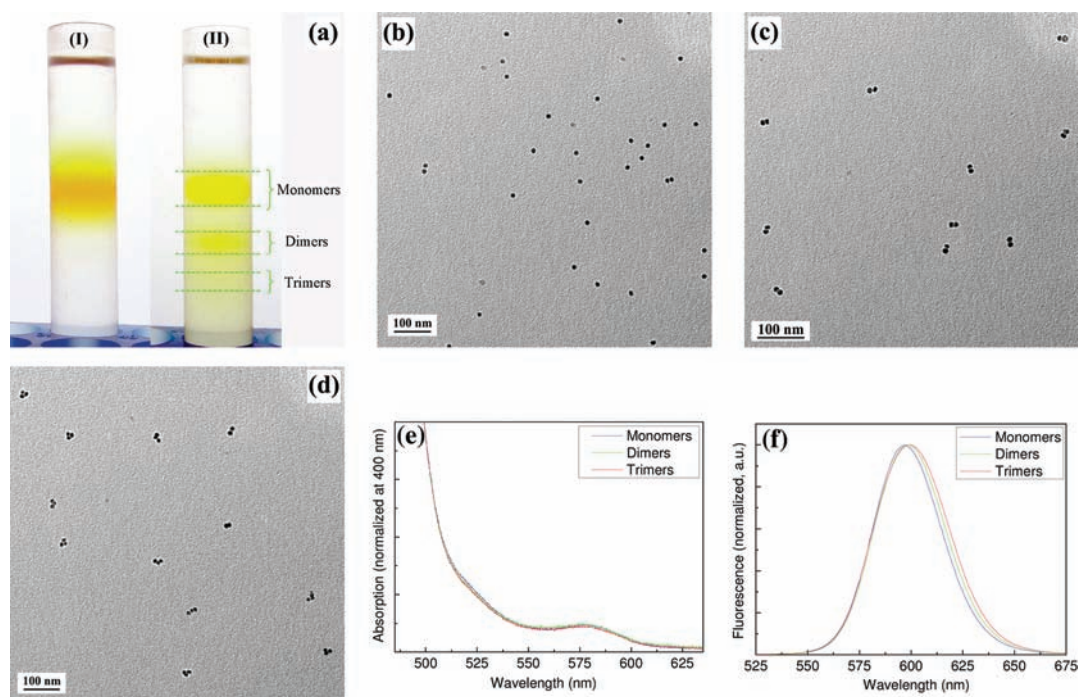 (I)
(II)
(a)
Monomers
Dimers
Trimers
(b)
100 nm
(c)
100 nm
(d)
100 nm
(e)
Monomers
Dimers
Trimers
Absorption (normalized at 400 nm)
500
525
550
575
600
625
Wavelength (nm)
(f)
Monomers
Dimers
Trimers
Fluorescence (normalized, a.u.)
525
550
575
600
625
650
675
Wavelength (nm)